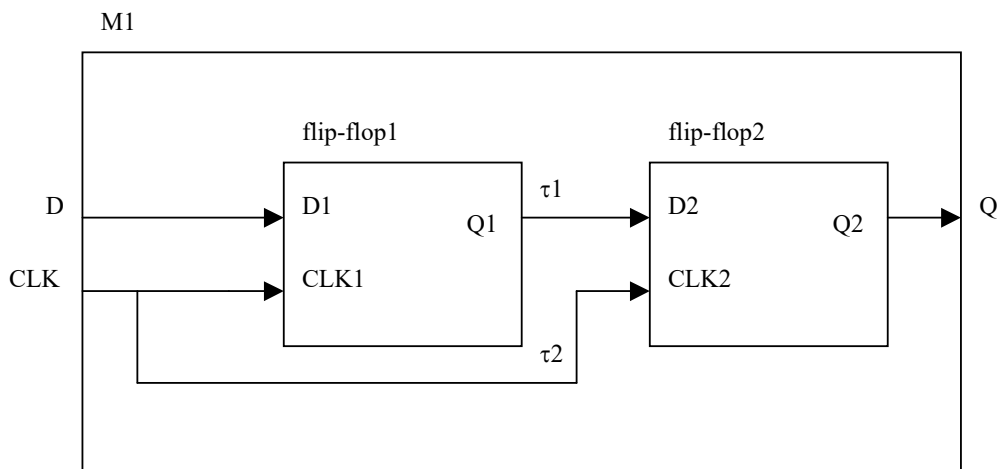 M1
flip-flop1
flip-flop2
D
D1
Q1
τ1
D2
Q2
Q
CLK
CLK1
CLK2
τ2